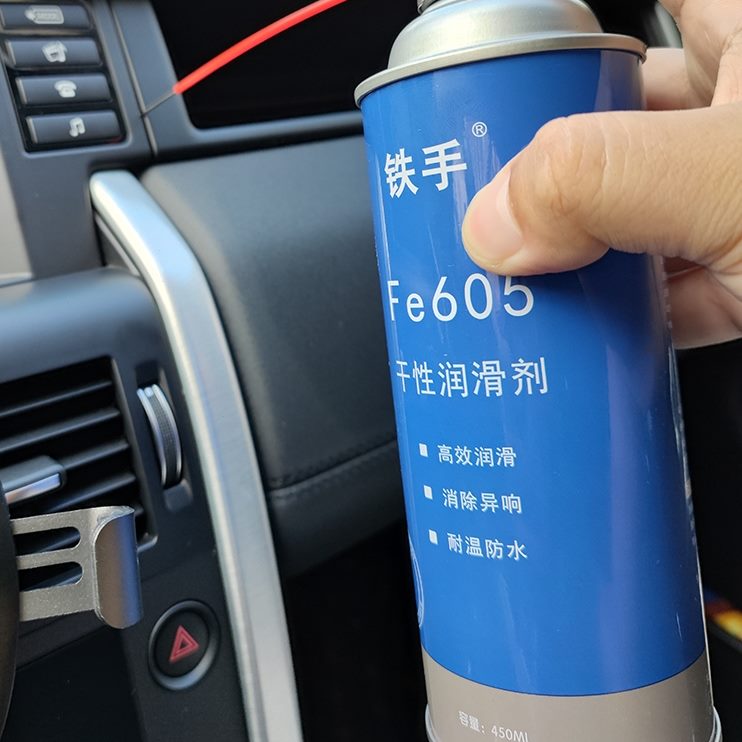 铁手®
Fe605
干性润滑剂
高效润滑
消除异响
耐温防水
容量：450Ml